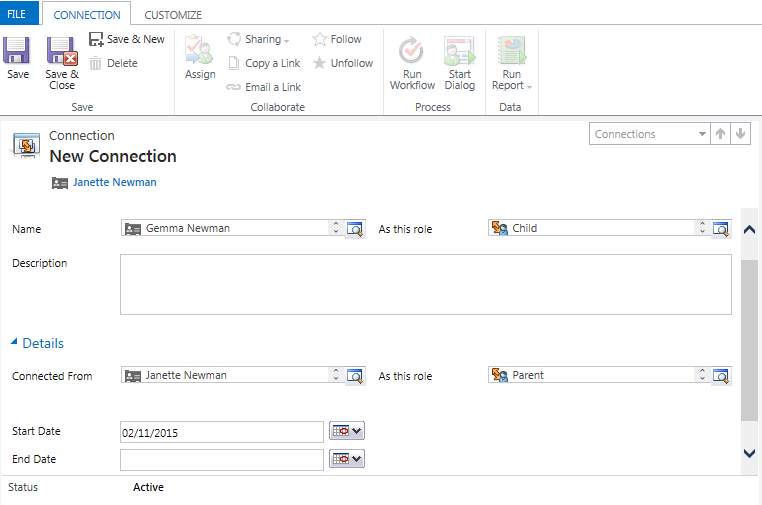 FILE CONNECTION CUSTOMIZE
Save
Save & Close
Save & New
Delete
Save
Assign
Sharing
Copy a Link
Email a Link
Follow
Unfollow
Collaborate
Run Workflow
Start Dialog
Process
Run Report
Data
Connection
New Connection
Janette Newman
Connections
Name Gemma Newman As this role Child
Description
Details
Connected From Janette Newman As this role Parent
Start Date 02/11/2015
End Date
Status Active